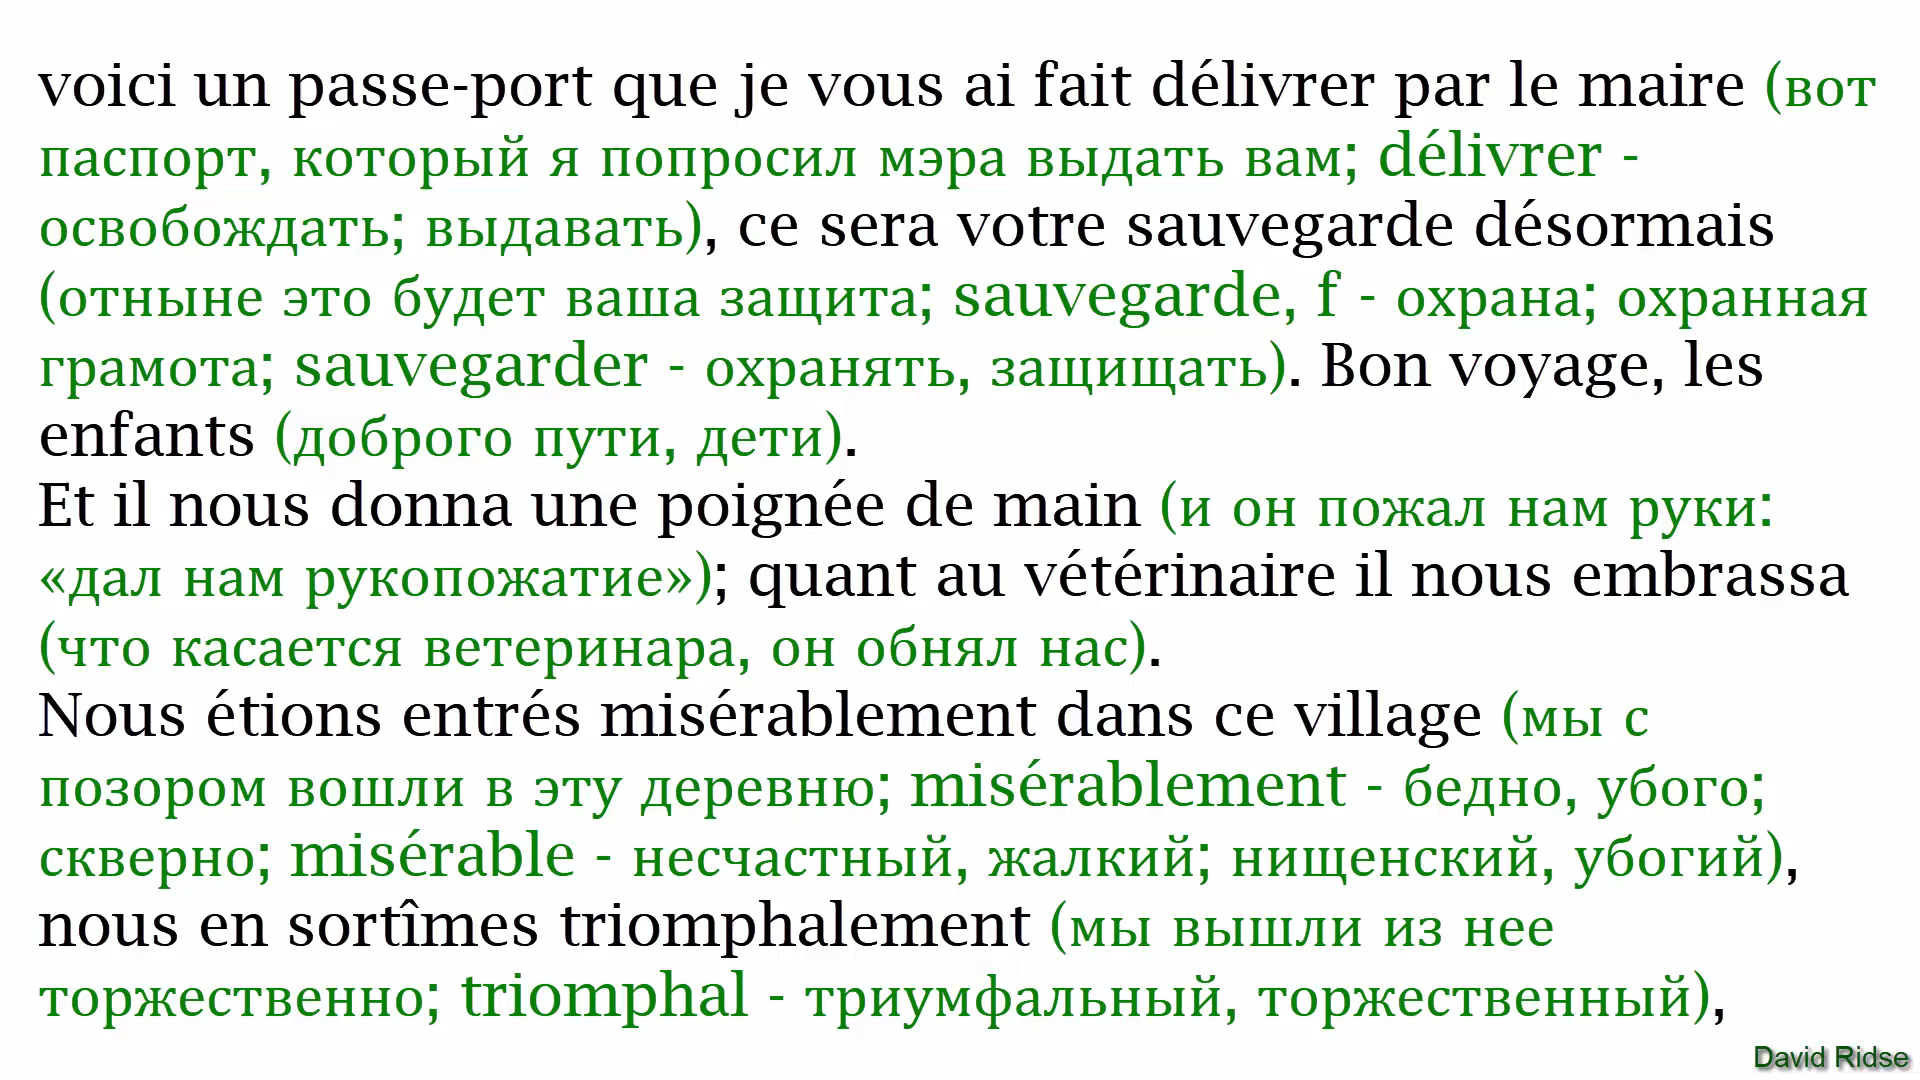 voici un passe-port que je vous ai fait délivrer par le maire (вот
паспорт, который я попросил мэра выдать вам; délivrer -
освобождать; выдавать), ce sera votre sauvegarde désormais
(отныне это будет ваша защита; sauvegarde, f - охрана; охранная
грамота; sauvegarder - охранять, защищать). Bon voyage, les
enfants (доброго пути, дети).
Et il nous donna une poignée de main (и он пожал нам руки:
«дал нам рукопожатие»); quant au vétérinaire il nous embrassa
(что касается ветеринара, он обнял нас).
Nous étions entrés misérablement dans ce village (мы с
позором вошли в эту деревню; misérablement - бедно, убого;
скверно; misérable - несчастный, жалкий; нищенский, убогий),
nous en sortîmes triomphalement (мы вышли из нее
торжественно; triomphal - триумфальный, торжественный),
David Ridse